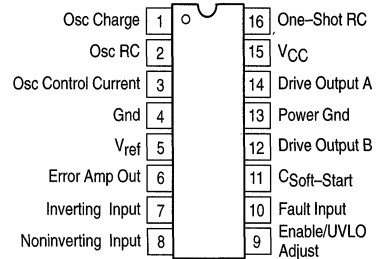 Osc Charge 1 16 One–Shot RC
Osc RC 2 15 VCC
Osc Control Current 3 14 Drive Output A
Gnd 4 13 Power Gnd
Vref 5 12 Drive Output B
Error Amp Out 6 11 CSoft–Start
Inverting Input 7 10 Fault Input
Noninverting Input 8 9 Enable/UVLO
Adjust